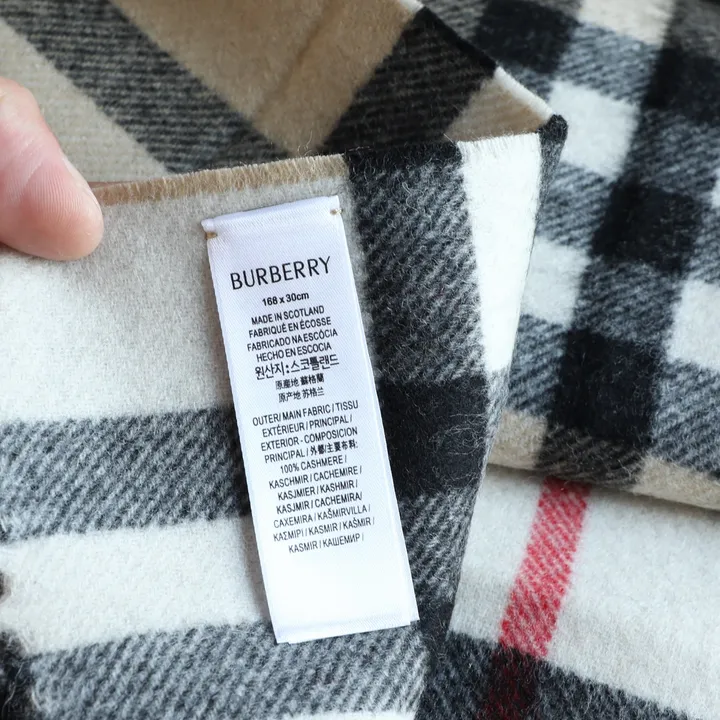 BURBERRY
168 x 30cm
MADE IN SCOTLAND
FABRIQUÉ EN ÉCOSSE
FABRICADO NA ESCÓCIA
HECHO EN ESCOCIA
원산지:스코틀랜드
原產地 蘇格蘭
原产地 苏格兰
OUTER/ MAIN FABRIC / TISSU
EXTÉRIEUR / PRINCIPAL /
EXTERIOR - COMPOSICION
PRINCIPAL / 外部/主要布料:
100% CASHMERE /
KASCHMIR / CACHEMIRE /
KASJMIER / KASHMIR /
KASJMIR / CACHEMIRA/
CAXEMIRA / KAŠMIRVILLA /
ΚΑΣΜΙΡΙ / KASMIR / KAŠMIR /
KASMIR / КАШЕМИР /